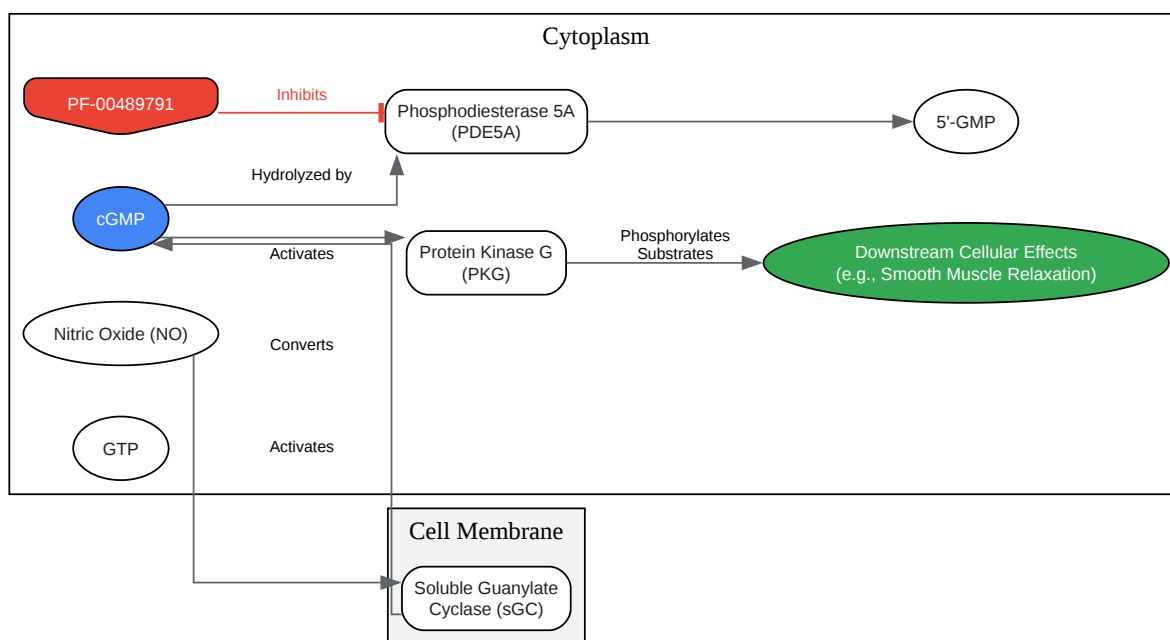 Cytoplasm
PF-00489791
Inhibits
Phosphodiesterase 5A
(PDE5A)
5'-GMP
Hydrolyzed by
cGMP
Activates
Protein Kinase G
(PKG)
Phosphorylates
Substrates
Downstream Cellular Effects
(e.g., Smooth Muscle Relaxation)
Nitric Oxide (NO)
Converts
GTP
Activates
Cell Membrane
Soluble Guanylate
Cyclase (sGC)